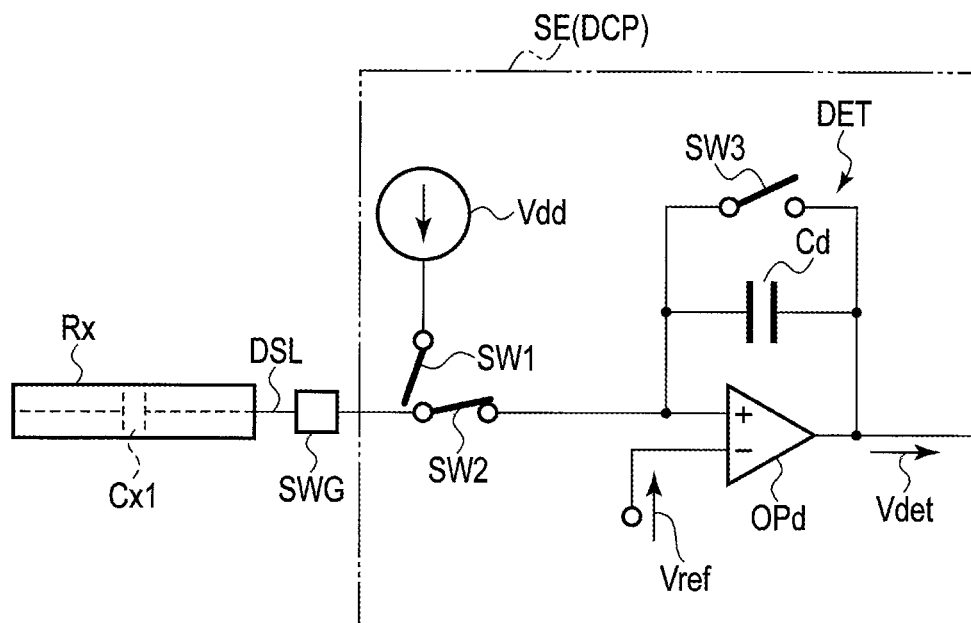 SE(DCP)
DET
SW3
Vdd
Cd
Rx
DSL
SW1
Cx1
SWG
SW2
+
−
OPd
Vdet
Vref